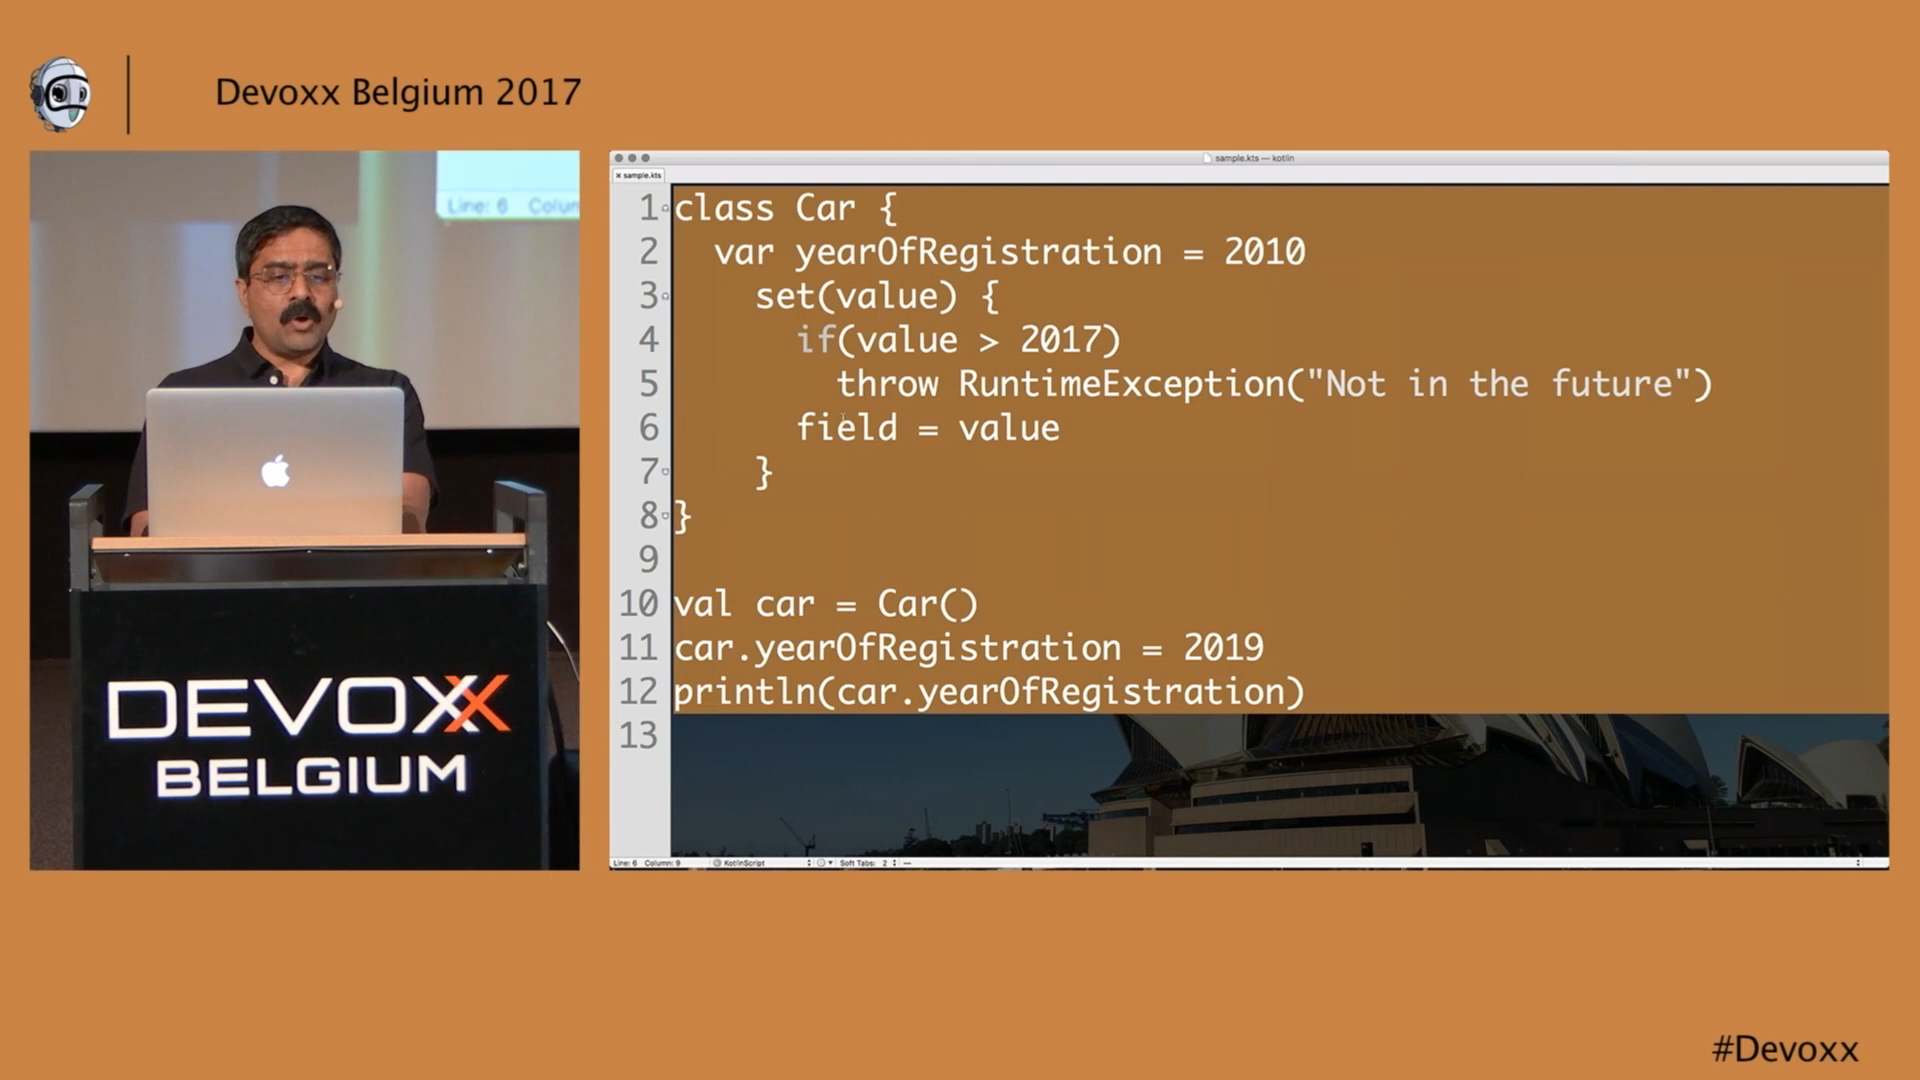 Devoxx Belgium 2017
Line: 6 Colum
DEVOXX
BELGIUM
sample.kts — kotlin
× sample.kts
1 class Car {
2 var yearOfRegistration = 2010
3 set(value) {
4 if(value > 2017)
5 throw RuntimeException("Not in the future")
6 field = value
7 }
8 }
9
10 val car = Car()
11 car.yearOfRegistration = 2019
12 println(car.yearOfRegistration)
13
Line: 6 Column: 9 KotlinScript Soft Tabs: 2 —
#Devoxx